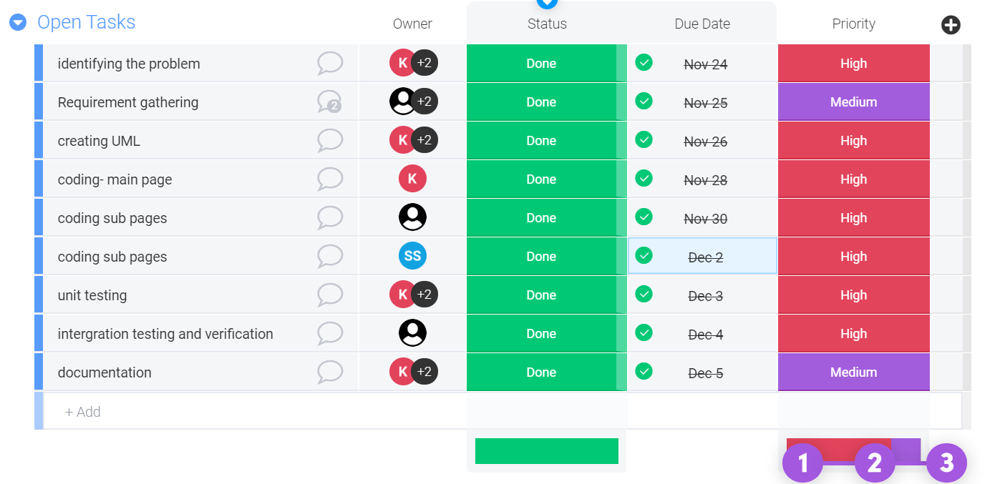 Open Tasks Owner Status Due Date Priority
identifying the problem K +2 Done Nov 24 High
Requirement gathering 2 +2 Done Nov 25 Medium
creating UML K +2 Done Nov 26 High
coding- main page K Done Nov 28 High
coding sub pages Done Nov 30 High
coding sub pages SS Done Dec 2 High
unit testing K +2 Done Dec 3 High
intergration testing and verification Done Dec 4 High
documentation K +2 Done Dec 5 Medium
+ Add
1 2 3